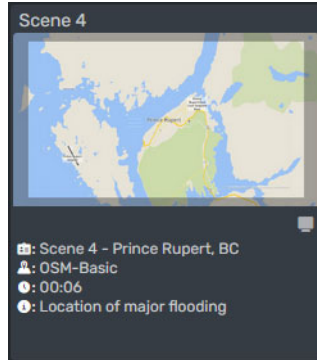 Scene 4
Prince Rupert
: Scene 4 - Prince Rupert, BC
: OSM-Basic
: 00:06
: Location of major flooding